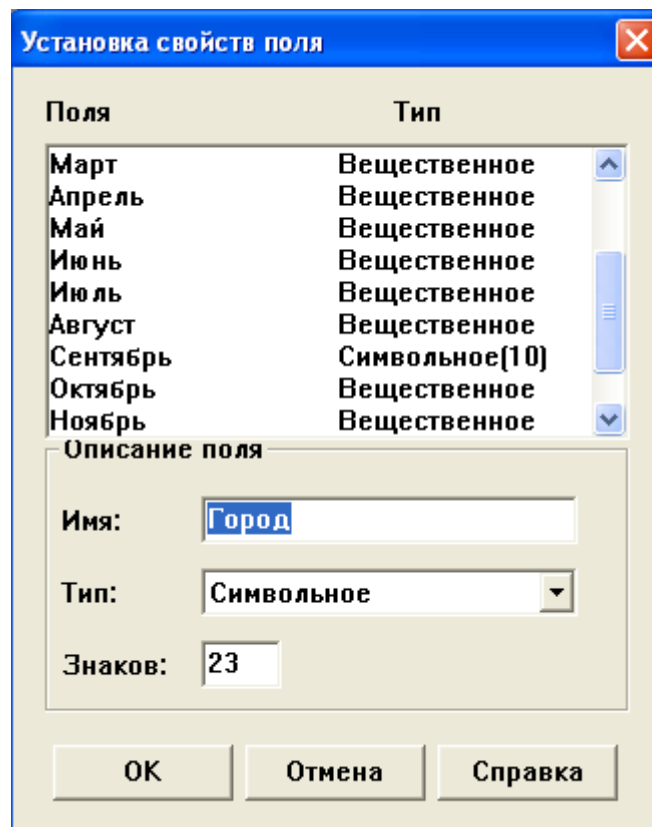 Установка свойств поля
Поля Тип
Март Вещественное
Апрель Вещественное
Май Вещественное
Июнь Вещественное
Июль Вещественное
Август Вещественное
Сентябрь Символьное(10)
Октябрь Вещественное
Ноябрь Вещественное
Описание поля
Имя: Город
Тип: Символьное
Знаков: 23
OK Отмена Справка